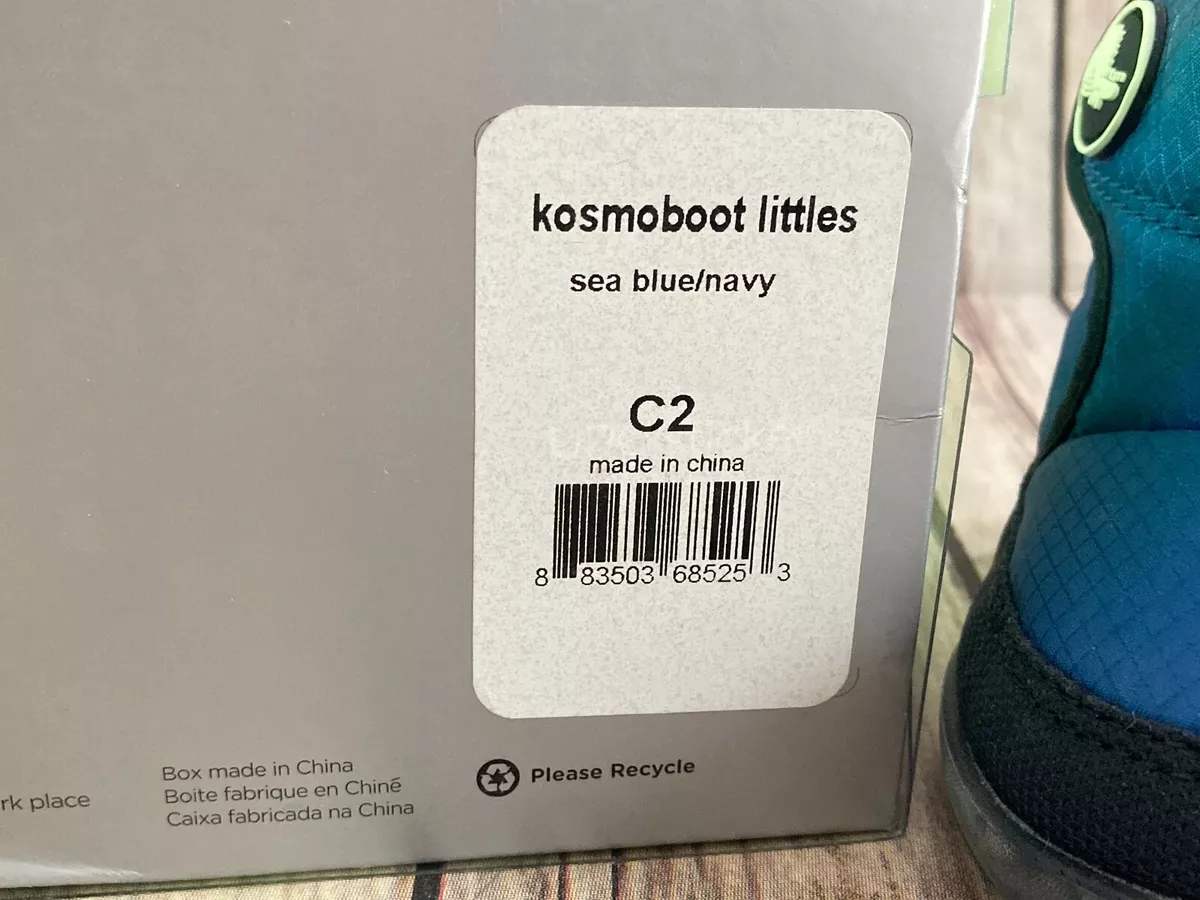 kosmoboot littles
sea blue/navy
C2
made in china
8 83503 68525 3
Box made in China
Boite fabrique en Chiné
Caixa fabricada na China
rk place
Please Recycle